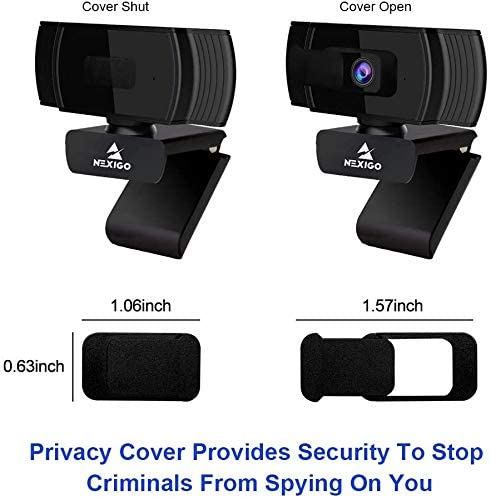 Cover Shut
Cover Open
NEXIGO
NEXIGO
1.06inch
1.57inch
0.63inch
Privacy Cover Provides Security To Stop
Criminals From Spying On You